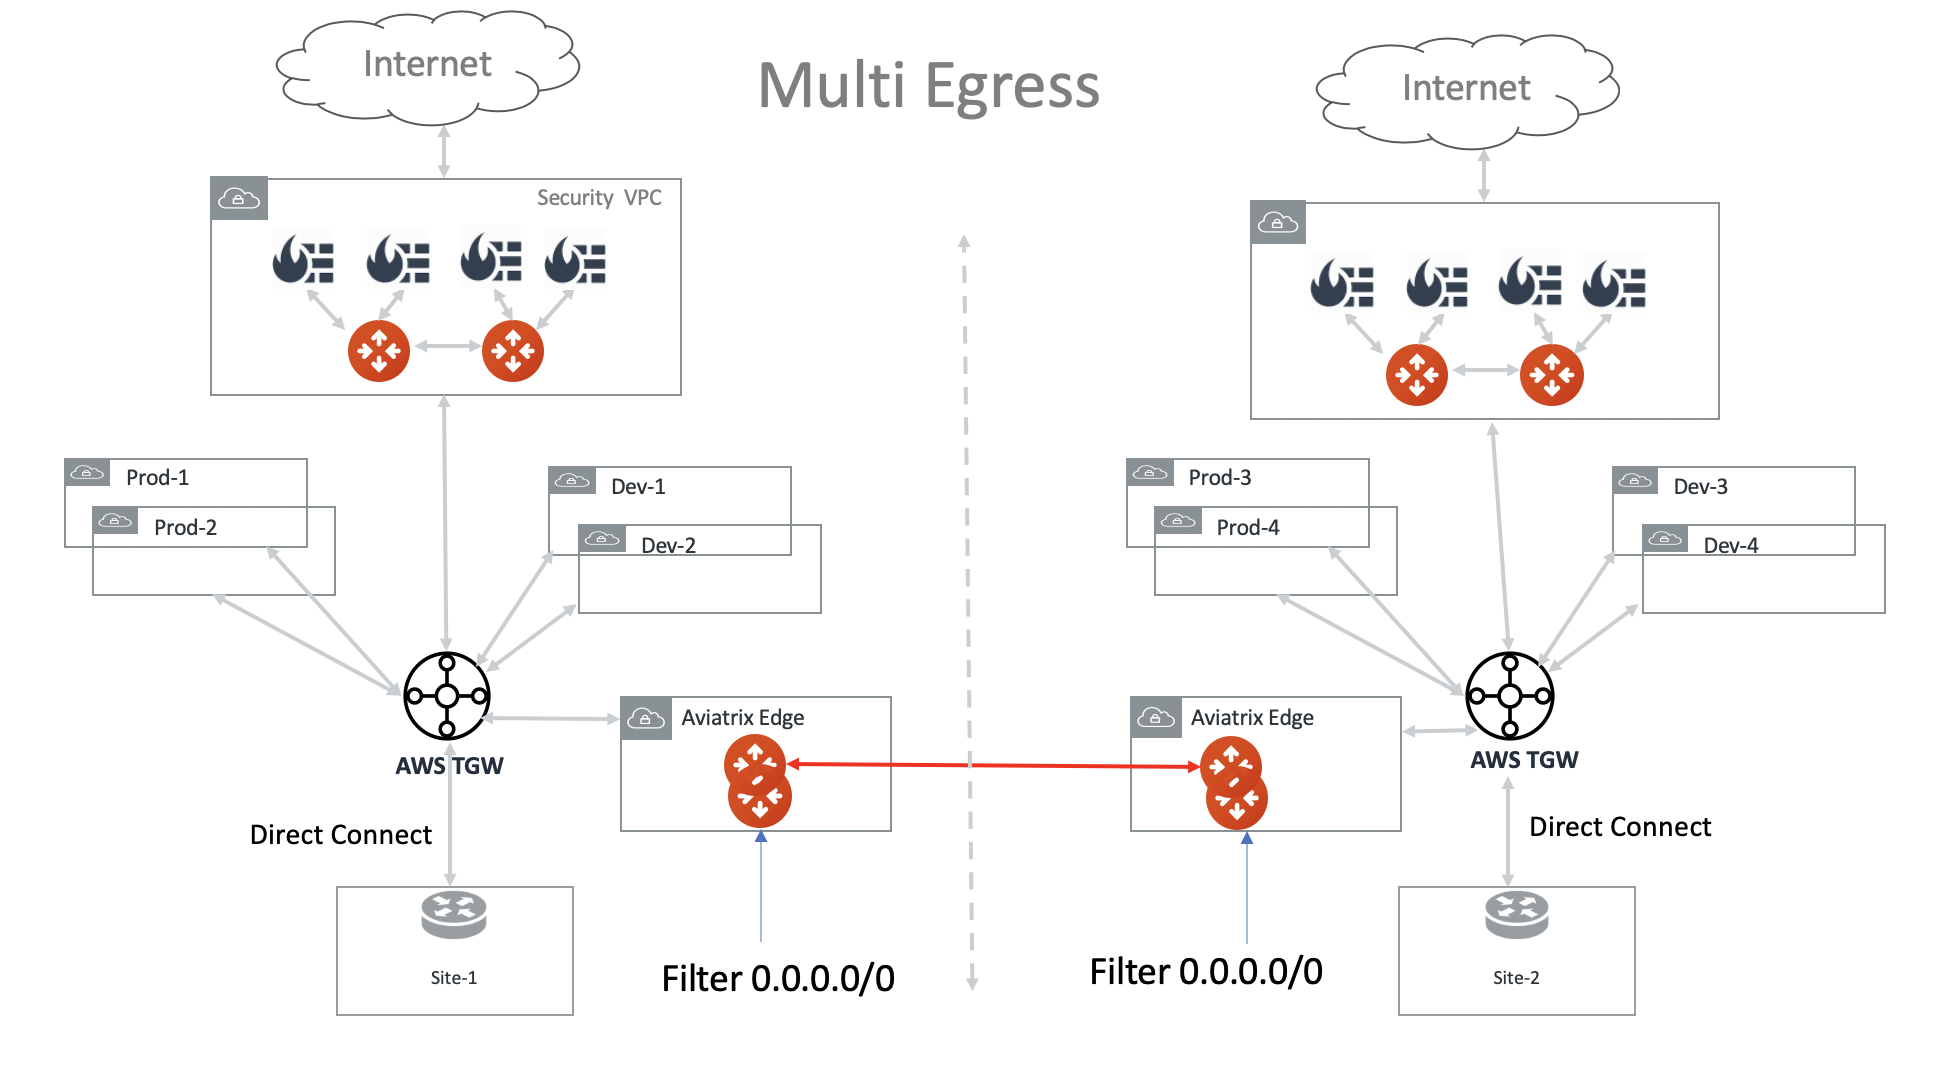 Internet
Multi Egress
Internet
Security VPC
Prod-1
Prod-2
Dev-1
Dev-2
Prod-3
Prod-4
Dev-3
Dev-4
Aviatrix Edge
Aviatrix Edge
AWS TGW
AWS TGW
Direct Connect
Direct Connect
Site-1
Filter 0.0.0.0/0
Filter 0.0.0.0/0
Site-2